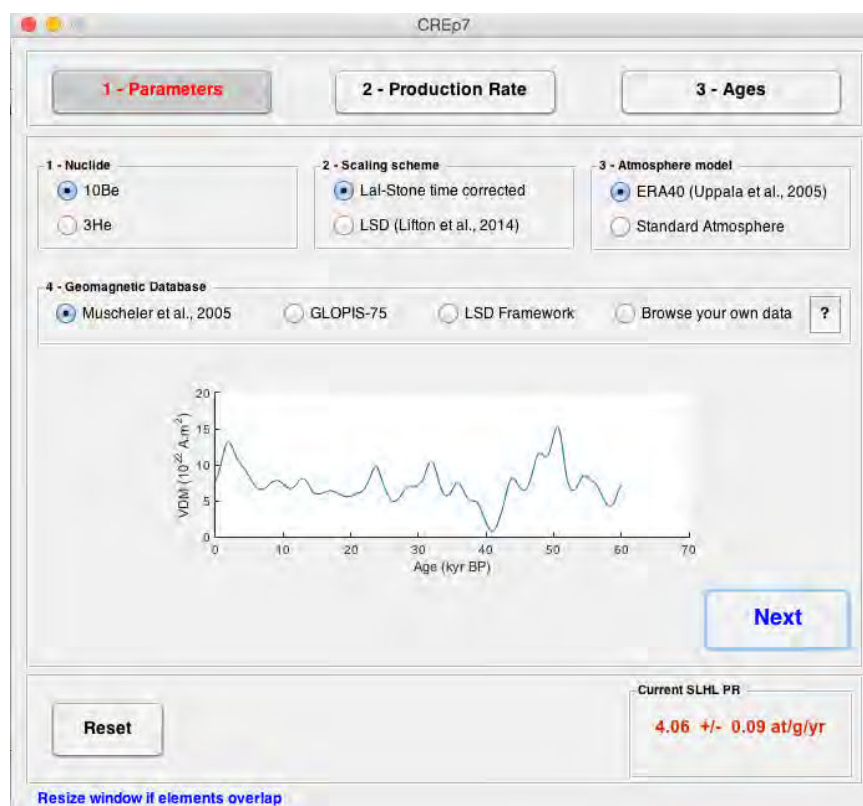 CREp7
1 - Parameters
2 - Production Rate
3 - Ages
1 - Nuclide
10Be
3He
2 - Scaling scheme
Lal-Stone time corrected
LSD (Lifton et al., 2014)
3 - Atmosphere model
ERA40 (Uppala et al., 2005)
Standard Atmosphere
4 - Geomagnetic Database
Muscheler et al., 2005
GLOPIS-75
LSD Framework
Browse your own data
?
VDM (10²² A.m²)
20
15
10
5
0
0 10 20 30 40 50 60 70
Age (kyr BP)
Next
Reset
Current SLHL PR
4.06 +/- 0.09 at/g/yr
Resize window if elements overlap